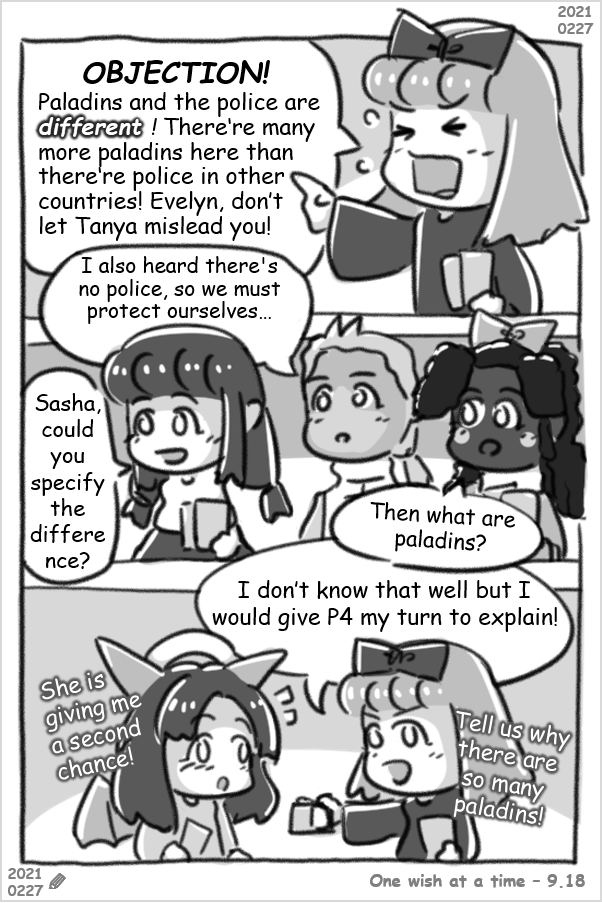 2021
0227
OBJECTION!
Paladins and the police are
different ! There're many
more paladins here than
there're police in other
countries! Evelyn, don't
let Tanya mislead you!
I also heard there's
no police, so we must
protect ourselves...
Sasha,
could
you
specify
the
differe
nce?
Then what are
paladins?
I don't know that well but I
would give P4 my turn to explain!
She is
giving me
a second
chance!
Tell us why
there are
so many
paladins!
2021
0227
One wish at a time - 9.18